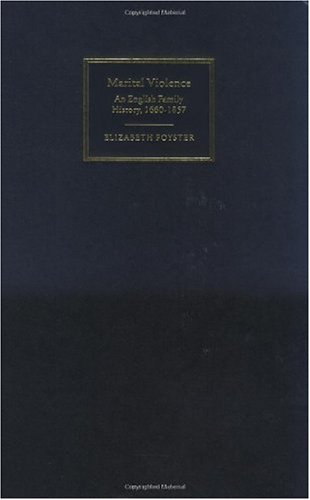 Marital Violence
An English Family
History, 1660-1857
ELIZABETH FOYSTER